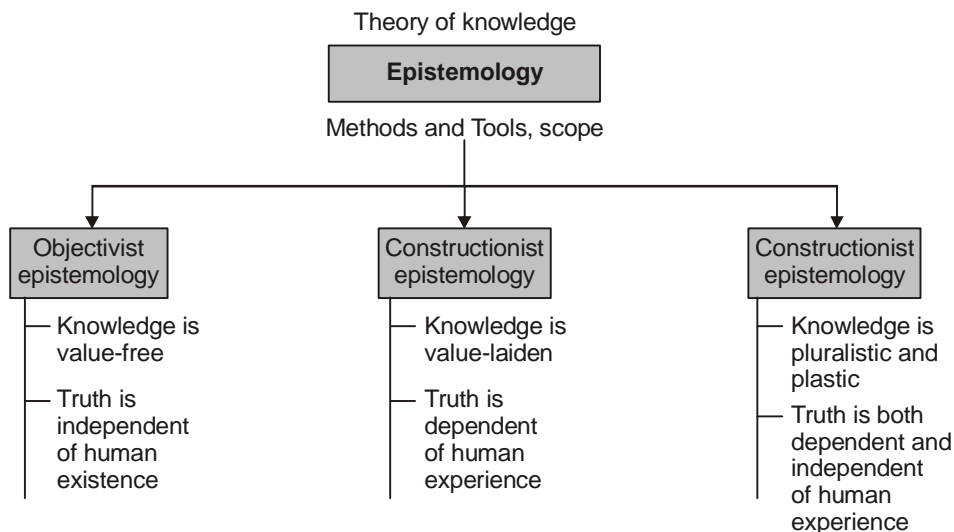 Theory of knowledge
Epistemology
Methods and Tools, scope
Objectivist
epistemology
Knowledge is
value-free
Truth is
independent
of human
existence
Constructionist
epistemology
Knowledge is
value-laiden
Truth is
dependent
of human
experience
Constructionist
epistemology
Knowledge is
pluralistic and
plastic
Truth is both
dependent and
independent
of human
experience